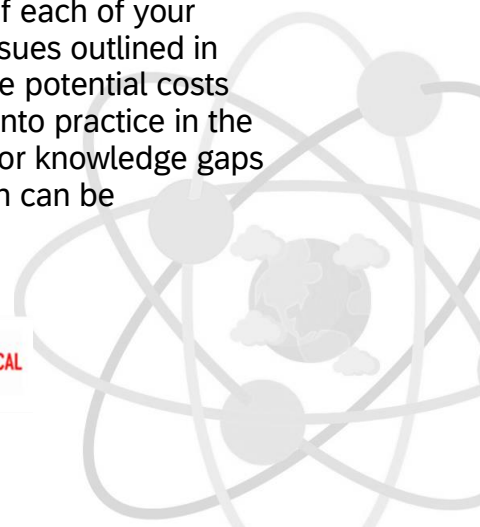 f each of your
sues outlined in
e potential costs
nto practice in the
or knowledge gaps
n can be
CAL